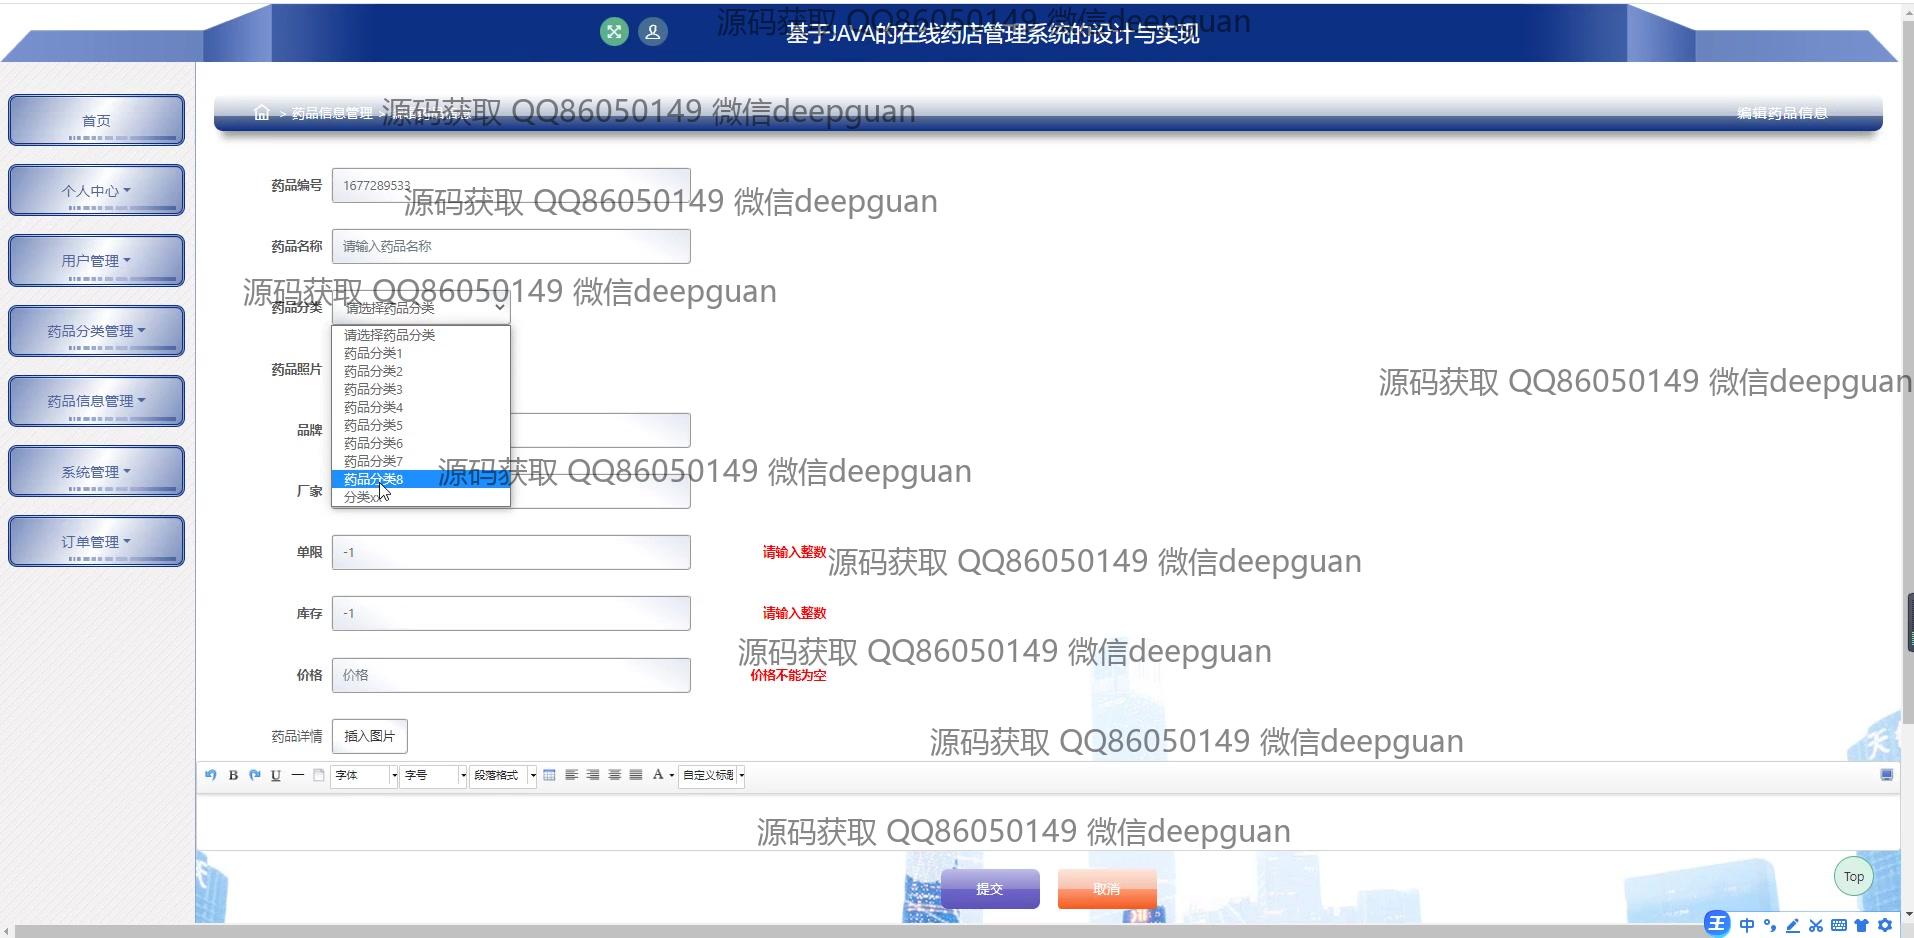 源码获取 QQ86050149 微信deepguan
基于JAVA的在线药店管理系统的设计与实现
> 药品信息管理 > 编辑药品信息
编辑药品信息
源码获取 QQ86050149 微信deepguan
首页
个人中心
用户管理
药品分类管理
药品信息管理
系统管理
订单管理
药品编号 1677289533
源码获取 QQ86050149 微信deepguan
药品名称 请输入药品名称
源码获取 QQ86050149 微信deepguan
药品分类 请选择药品分类
请选择药品分类
药品分类1
药品分类2
药品分类3
药品分类4
药品分类5
药品分类6
药品分类7
药品分类8
药品照片
源码获取 QQ86050149 微信deepguan
品牌
源码获取 QQ86050149 微信deepguan
厂家
单限 -1 请输入整数
源码获取 QQ86050149 微信deepguan
库存 -1 请输入整数
源码获取 QQ86050149 微信deepguan
价格 价格 价格不能为空
药品详情 插入图片
源码获取 QQ86050149 微信deepguan
B U 字体 字号 段落格式 A 自定义标题
源码获取 QQ86050149 微信deepguan
提交 取消
Top
王 中